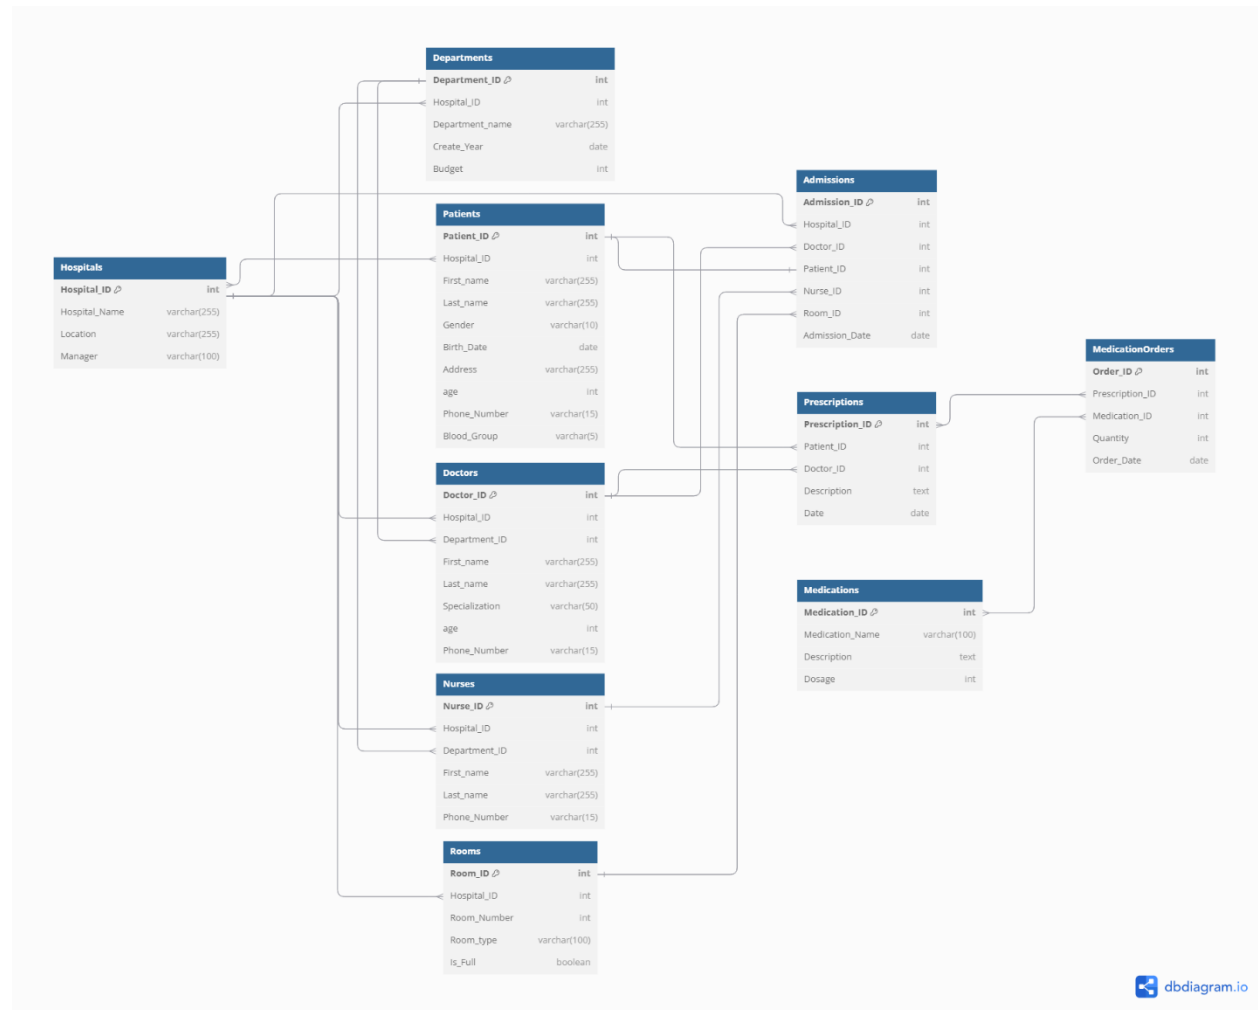 Departments
Department_ID int
Hospital_ID int
Department_name varchar(255)
Create_Year date
Budget int
Hospitals
Hospital_ID int
Hospital_Name varchar(255)
Location varchar(255)
Manager varchar(100)
Patients
Patient_ID int
Hospital_ID int
First_name varchar(255)
Last_name varchar(255)
Gender varchar(10)
Birth_Date date
Address varchar(255)
age int
Phone_Number varchar(15)
Blood_Group varchar(5)
Doctors
Doctor_ID int
Hospital_ID int
Department_ID int
First_name varchar(255)
Last_name varchar(255)
Specialization varchar(50)
age int
Phone_Number varchar(15)
Nurses
Nurse_ID int
Hospital_ID int
Department_ID int
First_name varchar(255)
Last_name varchar(255)
Phone_Number varchar(15)
Rooms
Room_ID int
Hospital_ID int
Room_Number int
Room_type varchar(100)
Is_Full boolean
Admissions
Admission_ID int
Hospital_ID int
Doctor_ID int
Patient_ID int
Nurse_ID int
Room_ID int
Admission_Date date
Prescriptions
Prescription_ID int
Patient_ID int
Doctor_ID int
Description text
Date date
Medications
Medication_ID int
Medication_Name varchar(100)
Description text
Dosage int
MedicationOrders
Order_ID int
Prescription_ID int
Medication_ID int
Quantity int
Order_Date date
dbdiagram.io